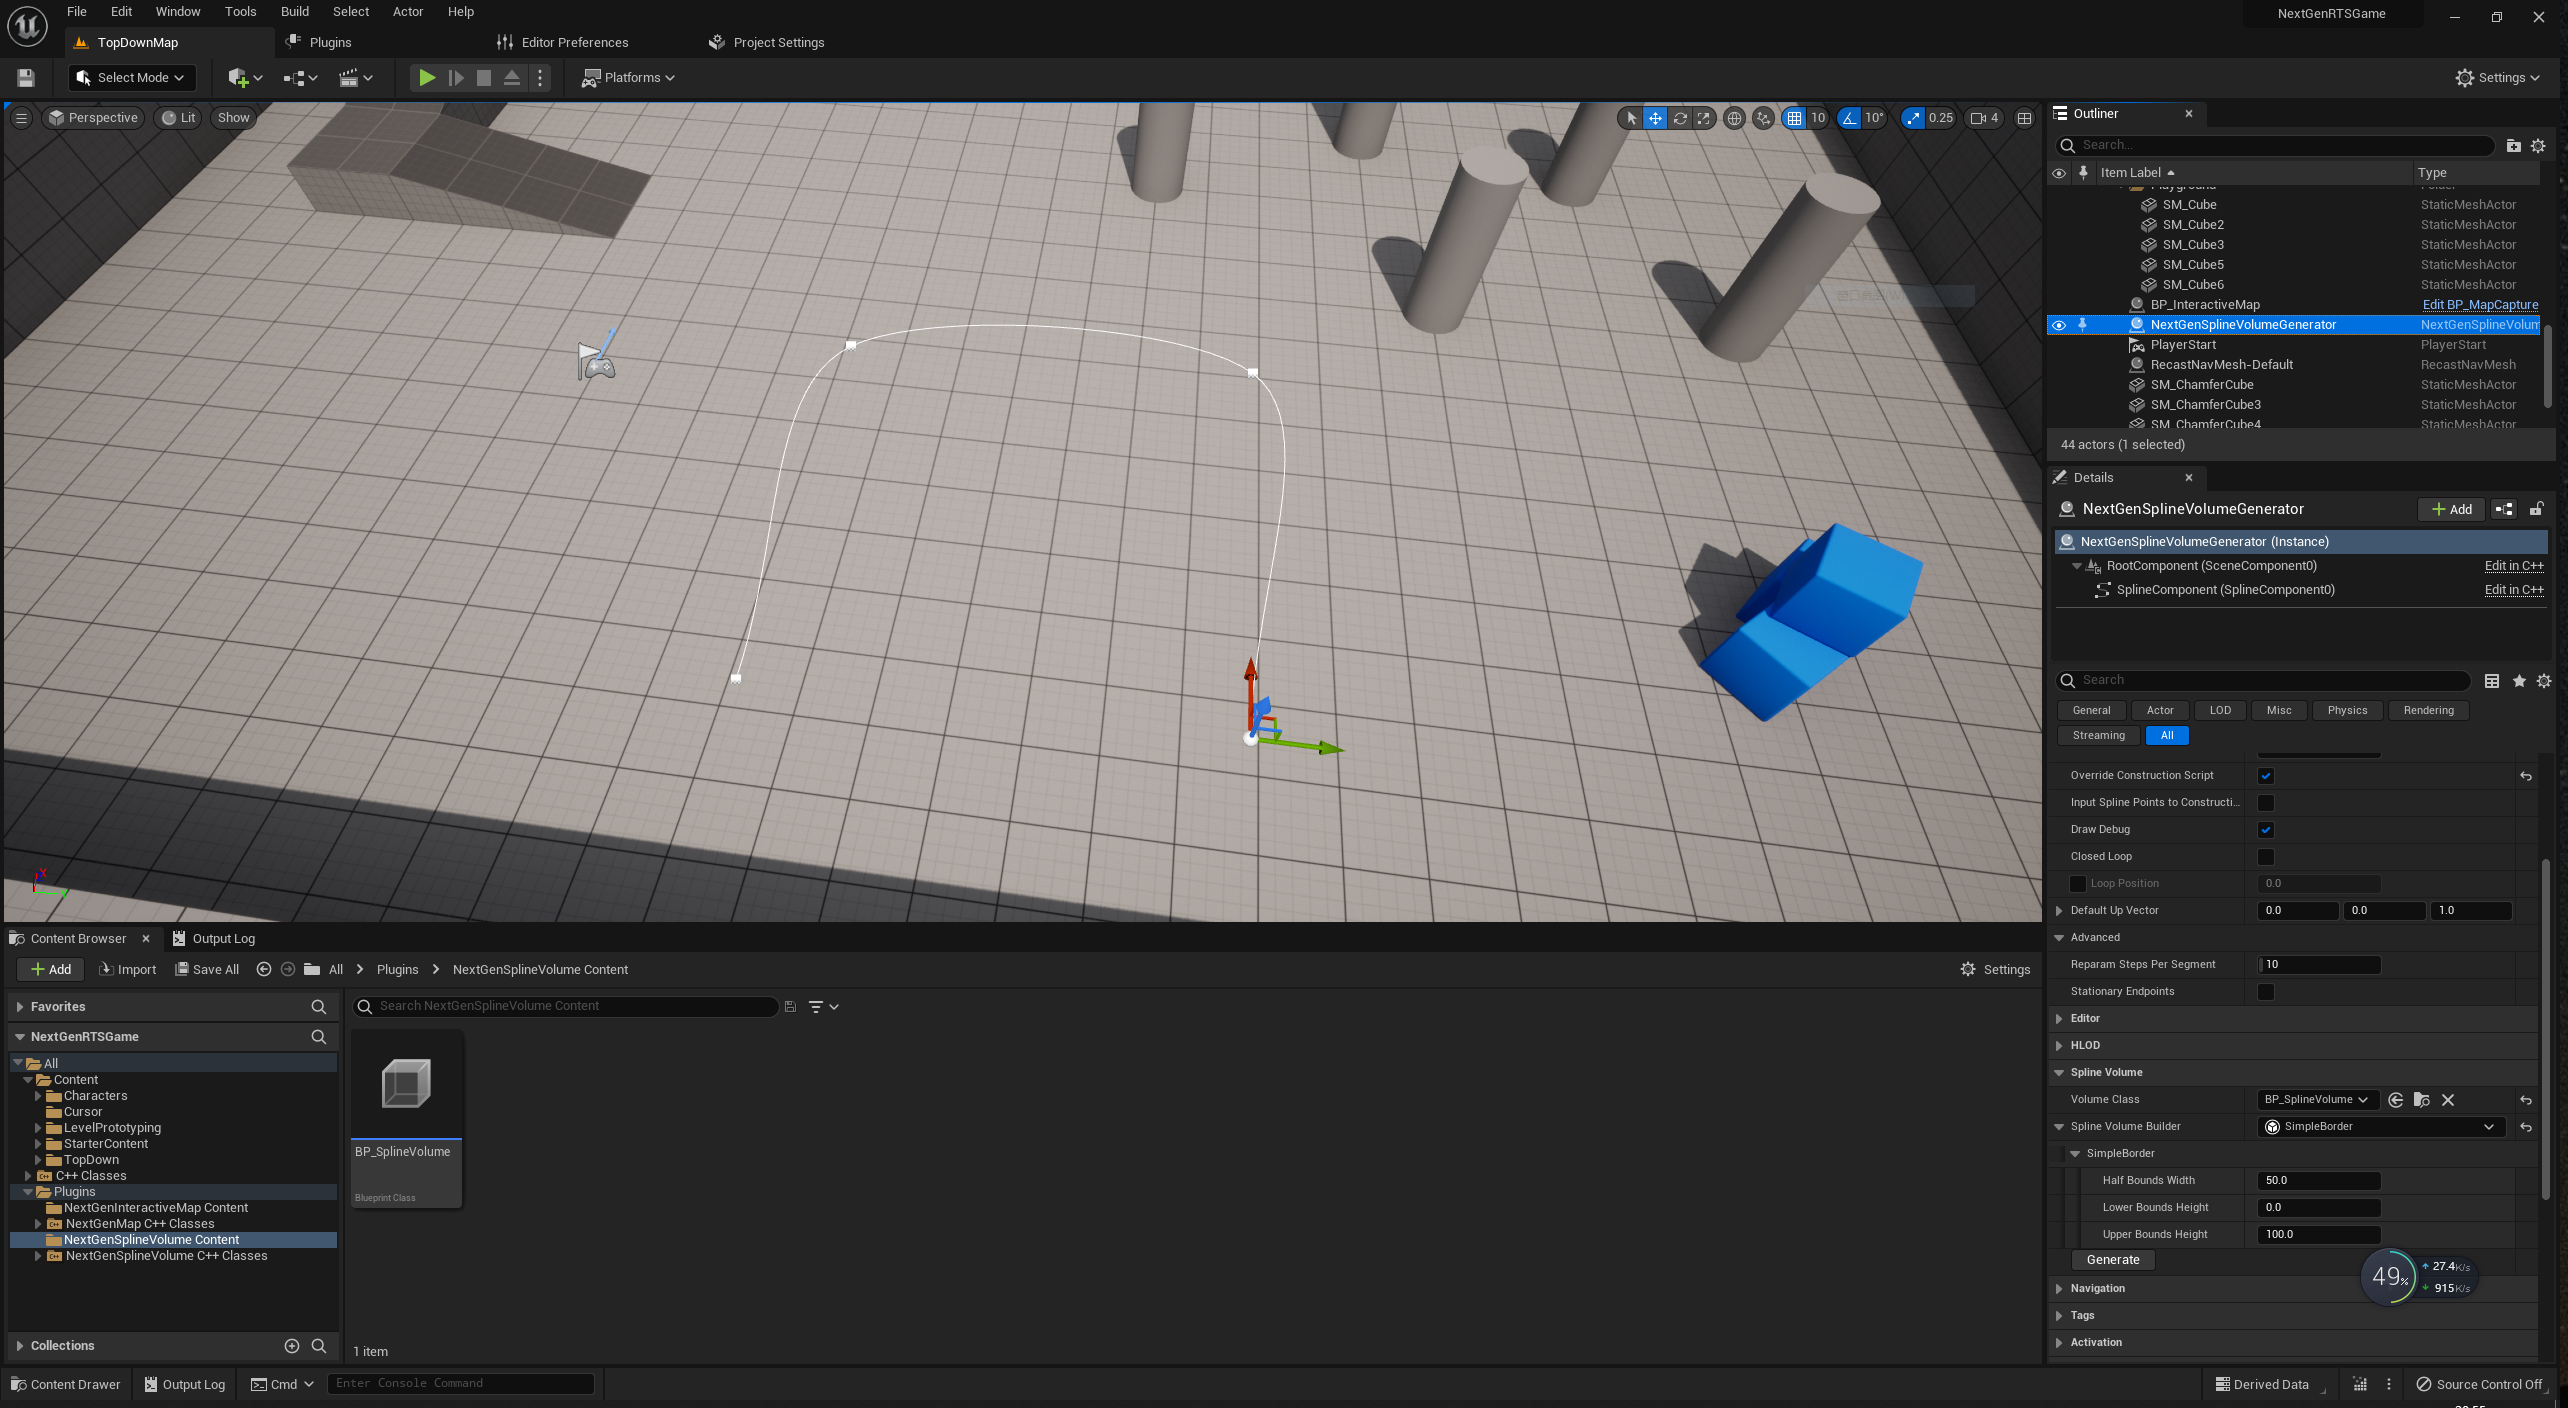 File Edit Window Tools Build Select Actor Help
NextGenRTSGame
TopDownMap
Plugins
Editor Preferences
Project Settings
Select Mode
Platforms
Settings
Perspective
Lit
Show
10
10°
0.25
4
Outliner
Search...
Item Label
Type
Playground
Folder
SM_Cube
StaticMeshActor
SM_Cube2
StaticMeshActor
SM_Cube3
StaticMeshActor
SM_Cube5
StaticMeshActor
SM_Cube6
StaticMeshActor
BP_InteractiveMap
Edit BP_MapCapture
NextGenSplineVolumeGenerator
NextGenSplineVolum
PlayerStart
PlayerStart
RecastNavMesh-Default
RecastNavMesh
SM_ChamferCube
StaticMeshActor
SM_ChamferCube3
StaticMeshActor
SM_ChamferCube4
StaticMeshActor
44 actors (1 selected)
Details
NextGenSplineVolumeGenerator
Add
NextGenSplineVolumeGenerator (Instance)
RootComponent (SceneComponent0)
Edit in C++
SplineComponent (SplineComponent0)
Edit in C++
Search
General
Actor
LOD
Misc
Physics
Rendering
Streaming
All
Override Construction Script
Input Spline Points to Constructi...
Draw Debug
Closed Loop
Loop Position
0.0
Default Up Vector
0.0
0.0
1.0
Advanced
Reparam Steps Per Segment
10
Stationary Endpoints
Editor
HLOD
Spline Volume
Volume Class
BP_SplineVolume
Spline Volume Builder
SimpleBorder
SimpleBorder
Half Bounds Width
50.0
Lower Bounds Height
0.0
Upper Bounds Height
100.0
Generate
49%
27.4K/s
915K/s
Navigation
Tags
Activation
X
Content Browser
Output Log
Add
Import
Save All
All
Plugins
NextGenSplineVolume Content
Settings
Favorites
NextGenRTSGame
All
Content
Characters
Cursor
LevelPrototyping
StarterContent
TopDown
C++ Classes
Plugins
NextGenInteractiveMap Content
NextGenMap C++ Classes
NextGenSplineVolume Content
NextGenSplineVolume C++ Classes
Collections
Search NextGenSplineVolume Content
BP_SplineVolume
Blueprint Class
1 item
Content Drawer
Output Log
Cmd
Enter Console Command
Derived Data
Source Control Off